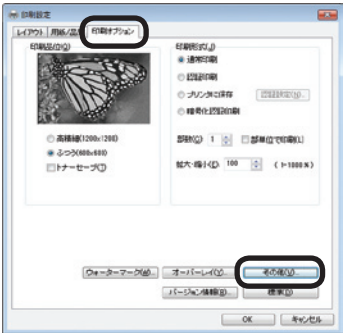 印刷設定
レイアウト 用紙/品 印刷オプション
印刷品位(Q) 印刷形式(J)
通常印刷
認証印刷
プリンタに保存 認証設定(N)...
暗号化認証印刷
高精細(1200x1200)
ふつう(600x600)
トナーセーブ(T)
部数(C) 1 部単位で印刷(L)
拡大・縮小(S) 100 (1-1000%)
ウォーターマーク(W)... オーバーレイ(Y)... その他(V)...
バージョン情報(B)... 標準(D)
OK キャンセル